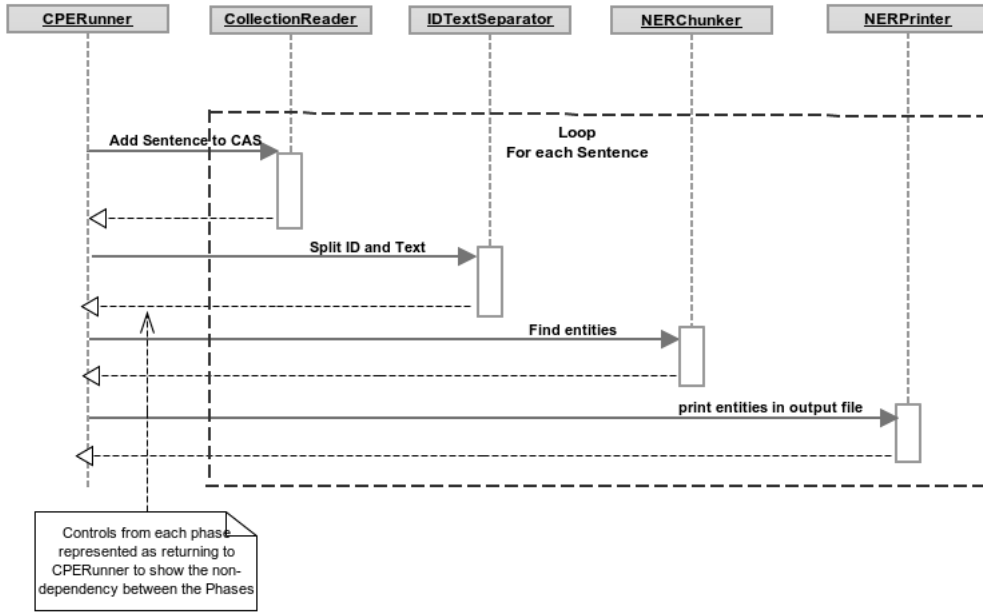 CPERunner
CollectionReader
IDTextSeparator
NERChunker
NERPrinter
Loop
For each Sentence
Add Sentence to CAS
Split ID and Text
Find entities
print entities in output file
Controls from each phase
represented as returning to
CPERunner to show the non-
dependency between the Phases